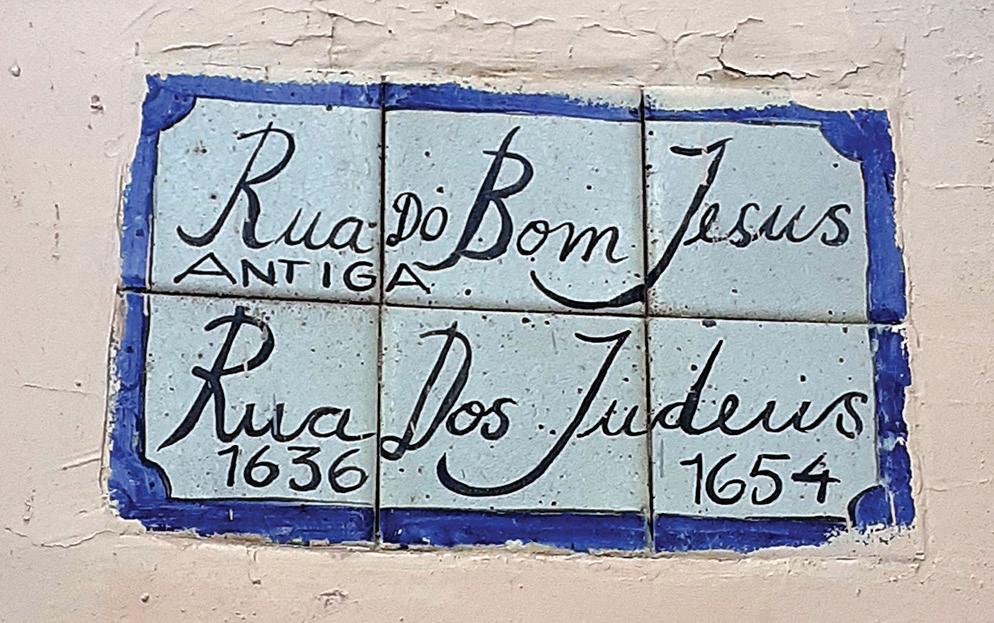 Rua Do Bom Jesus
ANTIGA
Rua Dos Judeus
1636 1654